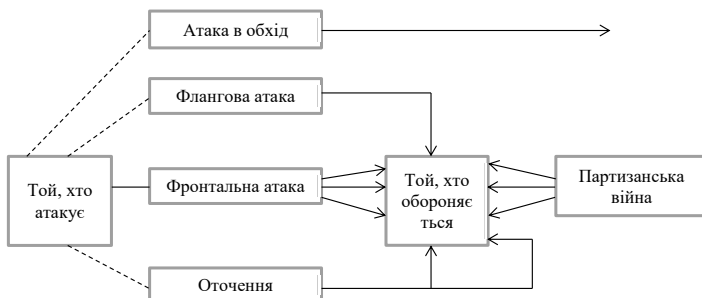 Атака в обхід
Флангова атака
Той, хто
атакує
Фронтальна атака
Той, хто
обороняє
ться
Партизанська
війна
Оточення